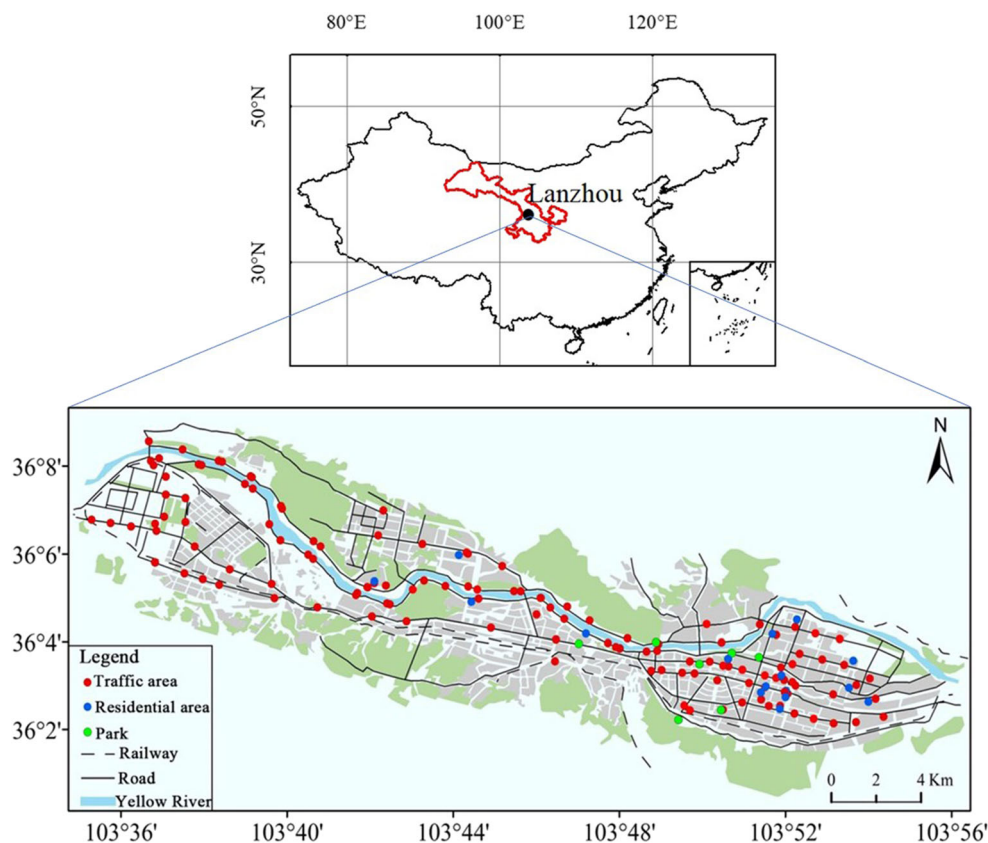 80°E 100°E 120°E
50°N
30°N
Lanzhou
N
36°8'
36°6'
36°4'
36°2'
Legend
Traffic area
Residential area
Park
Railway
Road
Yellow River
0 2 4 Km
103°36' 103°40' 103°44' 103°48' 103°52' 103°56'